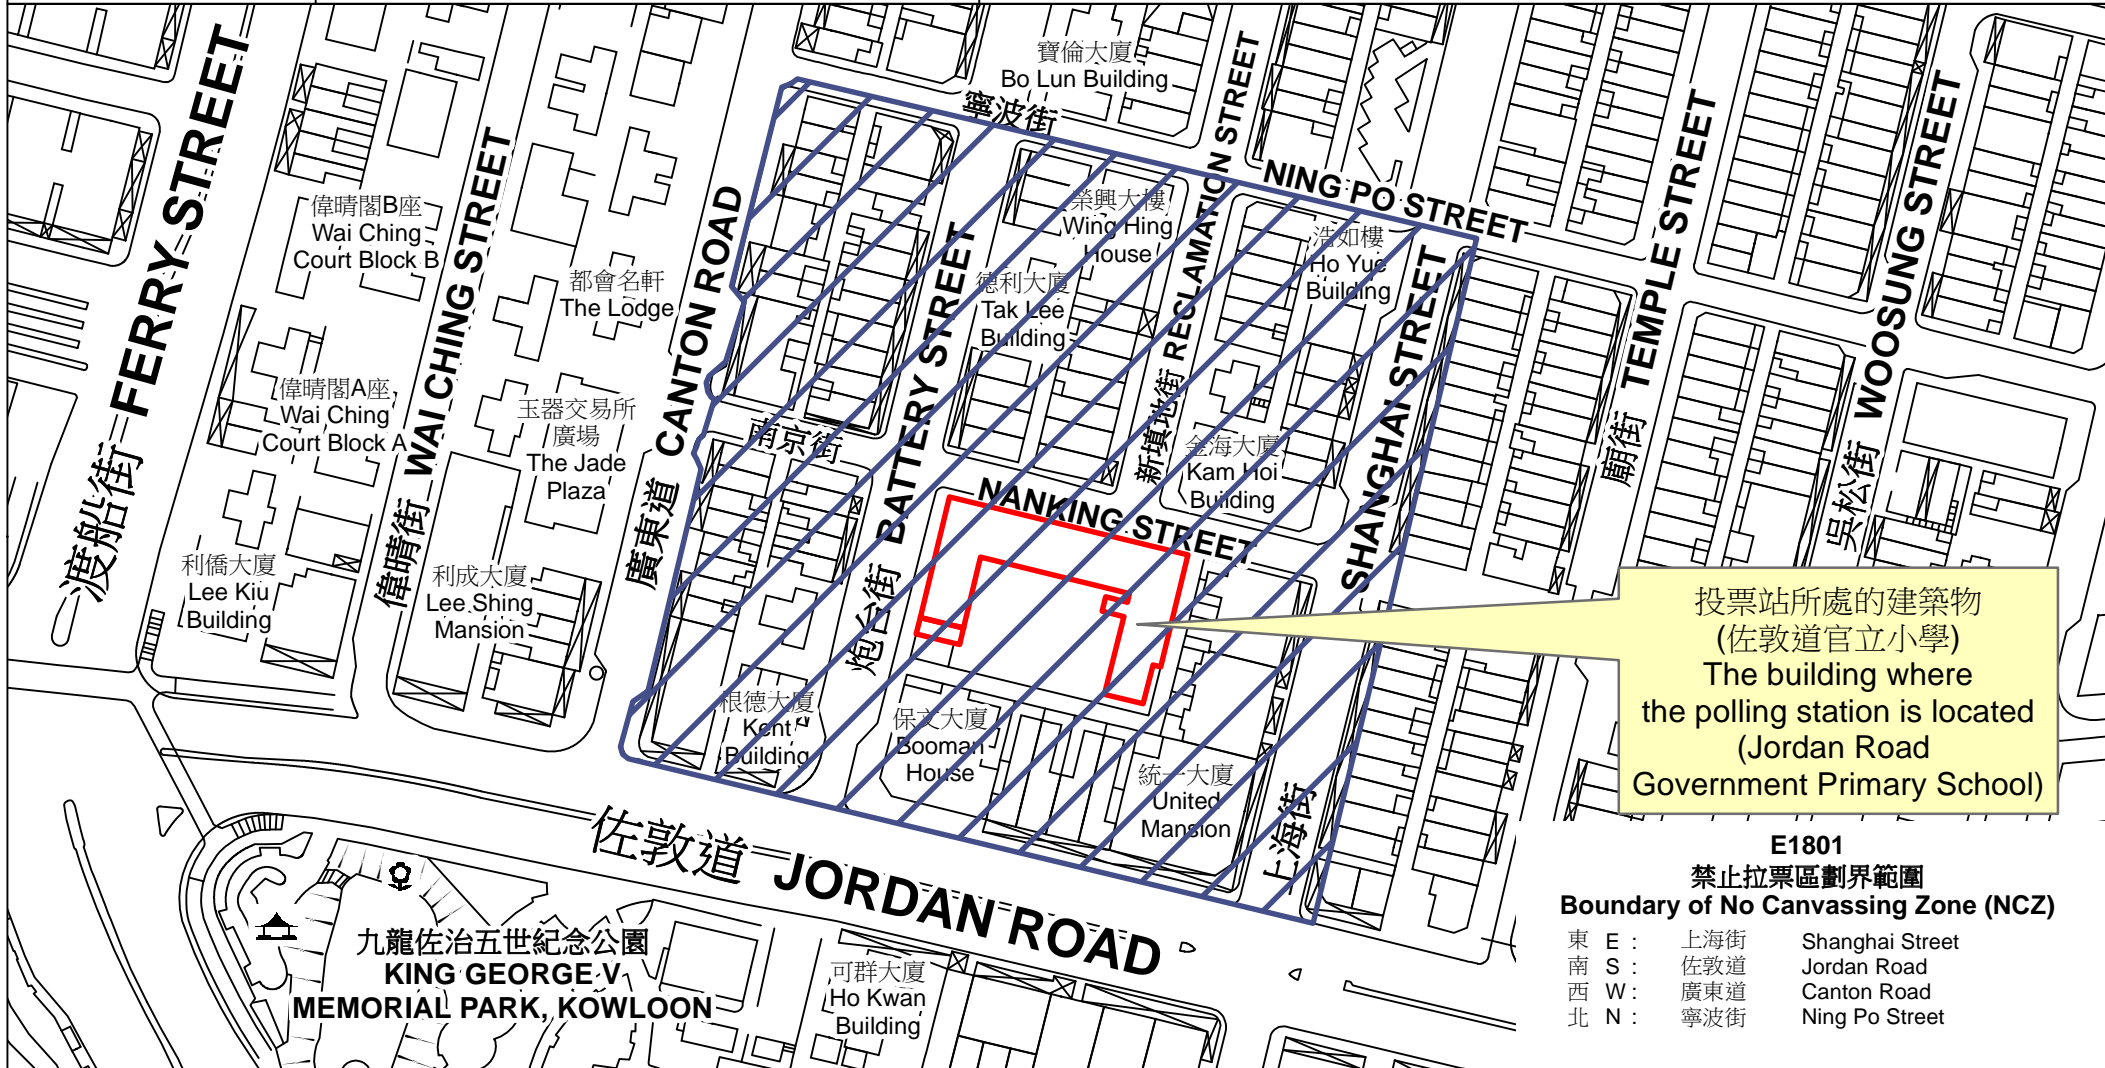 寶倫大廈
Bo Lun Building
寧波街
NING PO STREET
渡船街 FERRY STREET
偉晴街 WAI CHING STREET
廣東道 CANTON ROAD
炮台街 BATTERY STREET
新填地街 RECLAMATION STREET
上海街 SHANGHAI STREET
廟街 TEMPLE STREET
吳松街 WOOSUNG STREET
偉晴閣B座
Wai Ching
Court Block B
都會名軒
The Lodge
榮興大樓
Wing Hing
House
浩如樓
Ho Yue
Building
德利大廈
Tak Lee
Building
偉晴閣A座
Wai Ching
Court Block A
玉器交易所
廣場
The Jade
Plaza
南京街
NANKING STREET
金海大廈
Kam Hoi
Building
利僑大廈
Lee Kiu
Building
利成大廈
Lee Shing
Mansion
根德大廈
Kent
Building
保文大廈
Booman
House
統一大廈
United
Mansion
投票站所處的建築物
(佐敦道官立小學)
The building where
the polling station is located
(Jordan Road
Government Primary School)
佐敦道 JORDAN ROAD
九龍佐治五世紀念公園
KING GEORGE V
MEMORIAL PARK, KOWLOON
可群大廈
Ho Kwan
Building
E1801
禁止拉票區劃界範圍
Boundary of No Canvassing Zone (NCZ)
東 E : 上海街 Shanghai Street
南 S : 佐敦道 Jordan Road
西 W : 廣東道 Canton Road
北 N : 寧波街 Ning Po Street